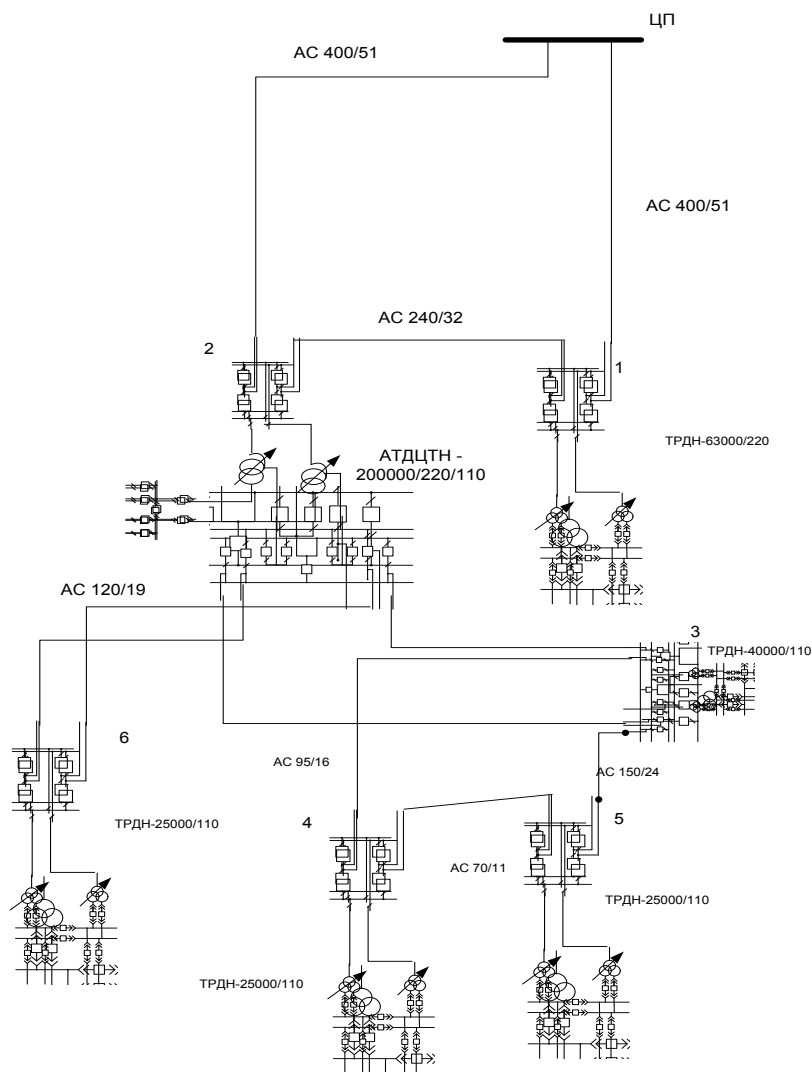 ЦП
АС 400/51
АС 400/51
АС 240/32
2
1
ТРДН-63000/220
АТДЦТН -
200000/220/110
АС 120/19
3
ТРДН-40000/110
6
АС 95/16
АС 150/24
ТРДН-25000/110
4
5
АС 70/11
ТРДН-25000/110
ТРДН-25000/110